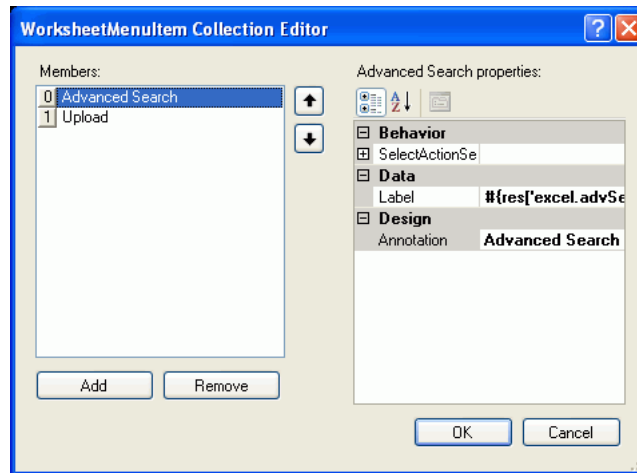 WorksheetMenuItem Collection Editor
Members:
0 Advanced Search
1 Upload
Add Remove
Advanced Search properties:
Behavior
SelectActionSe
Data
Label #{res['excel.advSe
Design
Annotation Advanced Search
OK Cancel